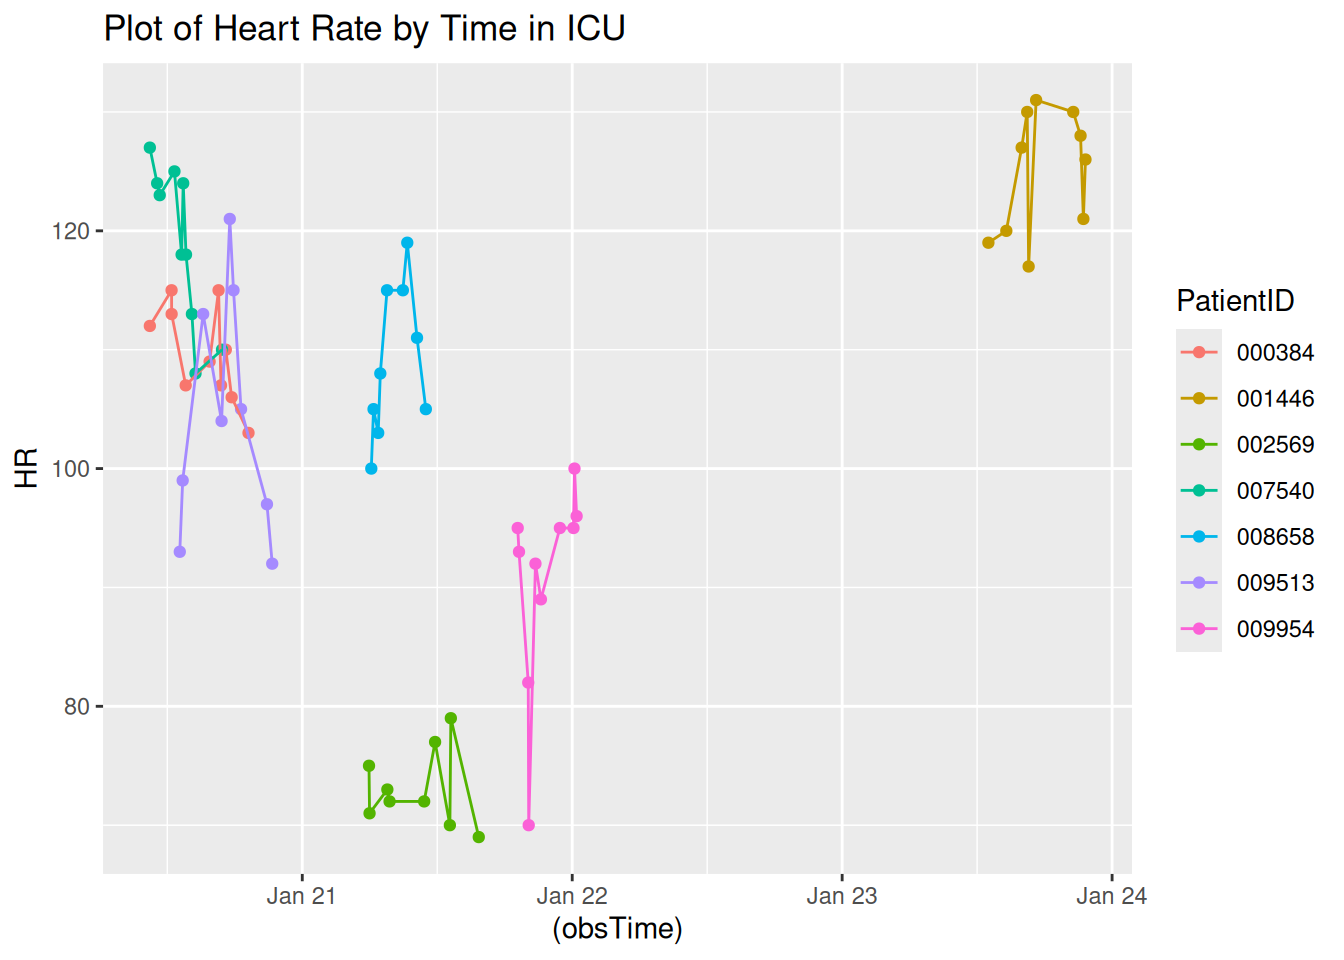 Plot of Heart Rate by Time in ICU
HR
120
100
80
Jan 21
Jan 22
Jan 23
Jan 24
(obsTime)
PatientID
000384
001446
002569
007540
008658
009513
009954